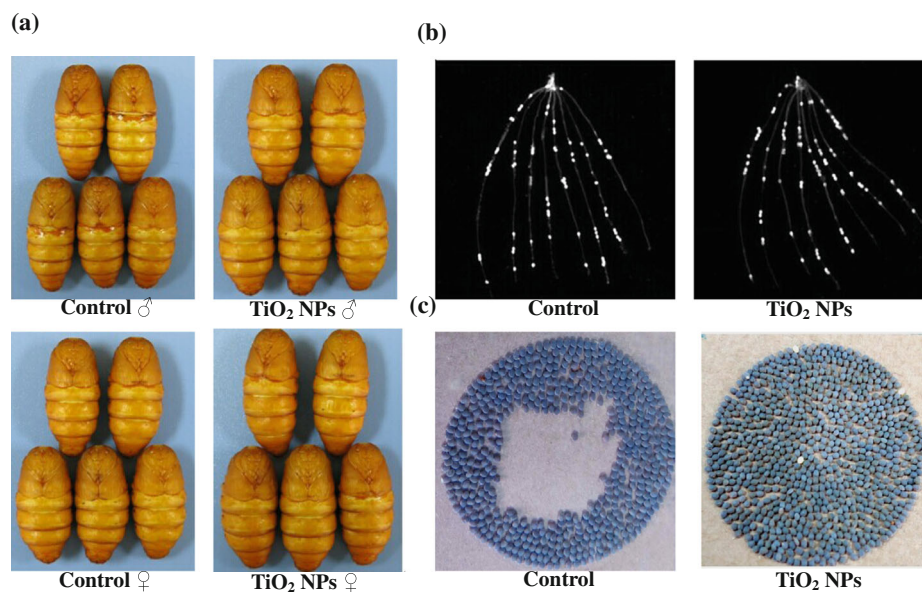 (a)
(b)
Control ♂
TiO₂ NPs ♂
Control
TiO₂ NPs
(c)
Control ♀
TiO₂ NPs ♀
Control
TiO₂ NPs